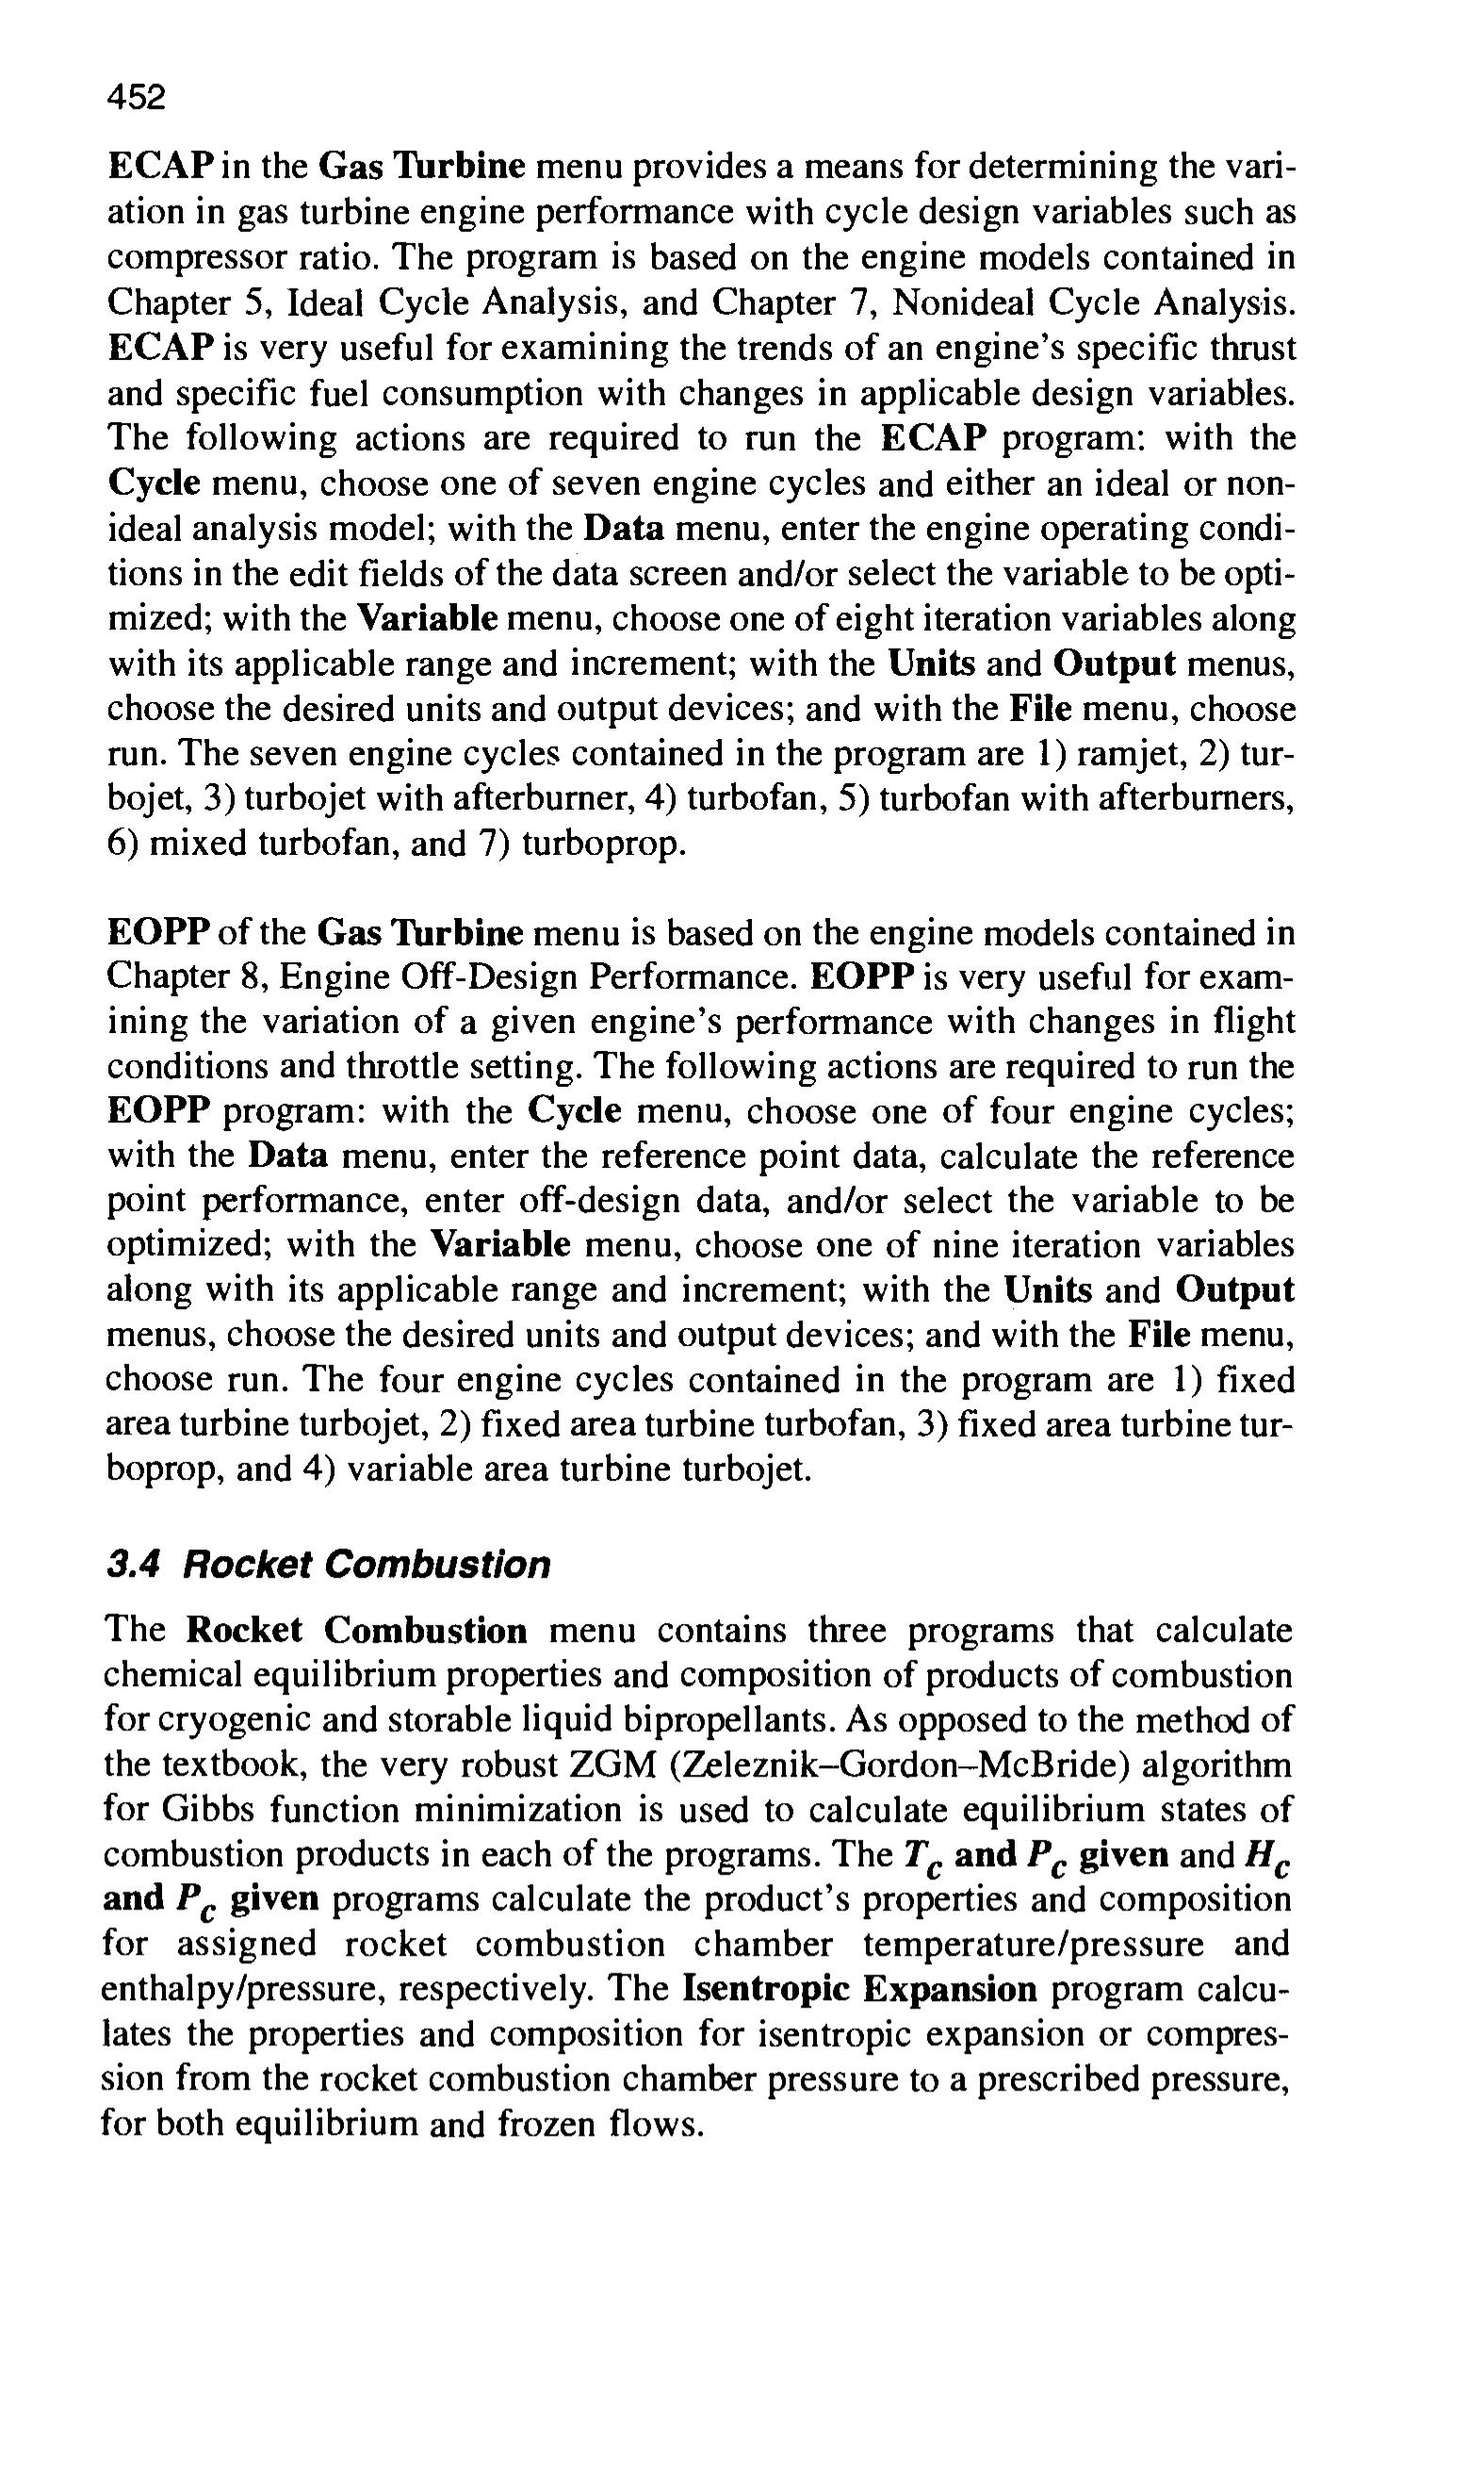 452
ECAP in the Gas Turbine menu provides a means for determining the vari-
ation in gas turbine engine performance with cycle design variables such as
compressor ratio. The program is based on the engine models contained in
Chapter 5, Ideal Cycle Analysis, and Chapter 7, Nonideal Cycle Analysis.
ECAP is very useful for examining the trends of an engine's specific thrust
and specific fuel consumption with changes in applicable design variables.
The following actions are required to run the ECAP program: with the
Cycle menu, choose one of seven engine cycles and either an ideal or non-
ideal analysis model; with the Data menu, enter the engine operating condi-
tions in the edit fields of the data screen and/or select the variable to be opti-
mized; with the Variable menu, choose one of eight iteration variables along
with its applicable range and increment; with the Units and Output menus,
choose the desired units and output devices; and with the File menu, choose
run. The seven engine cycles contained in the program are 1) ramjet, 2) tur-
bojet, 3) turbojet with afterburner, 4) turbofan, 5) turbofan with afterburners,
6) mixed turbofan, and 7) turboprop.
EOPP of the Gas Turbine menu is based on the engine models contained in
Chapter 8, Engine Off-Design Performance. EOPP is very useful for exam-
ining the variation of a given engine's performance with changes in flight
conditions and throttle setting. The following actions are required to run the
EOPP program: with the Cycle menu, choose one of four engine cycles;
with the Data menu, enter the reference point data, calculate the reference
point performance, enter off-design data, and/or select the variable to be
optimized; with the Variable menu, choose one of nine iteration variables
along with its applicable range and increment; with the Units and Output
menus, choose the desired units and output devices; and with the File menu,
choose run. The four engine cycles contained in the program are 1) fixed
area turbine turbojet, 2) fixed area turbine turbofan, 3) fixed area turbine tur-
boprop, and 4) variable area turbine turbojet.
3.4 Rocket Combustion
The Rocket Combustion menu contains three programs that calculate
chemical equilibrium properties and composition of products of combustion
for cryogenic and storable liquid bipropellants. As opposed to the method of
the textbook, the very robust ZGM (Zeleznik–Gordon–McBride) algorithm
for Gibbs function minimization is used to calculate equilibrium states of
combustion products in each of the programs. The Tc and Pc given and Hc
and Pc given programs calculate the product's properties and composition
for assigned rocket combustion chamber temperature/pressure and
enthalpy/pressure, respectively. The Isentropic Expansion program calcu-
lates the properties and composition for isentropic expansion or compres-
sion from the rocket combustion chamber pressure to a prescribed pressure,
for both equilibrium and frozen flows.